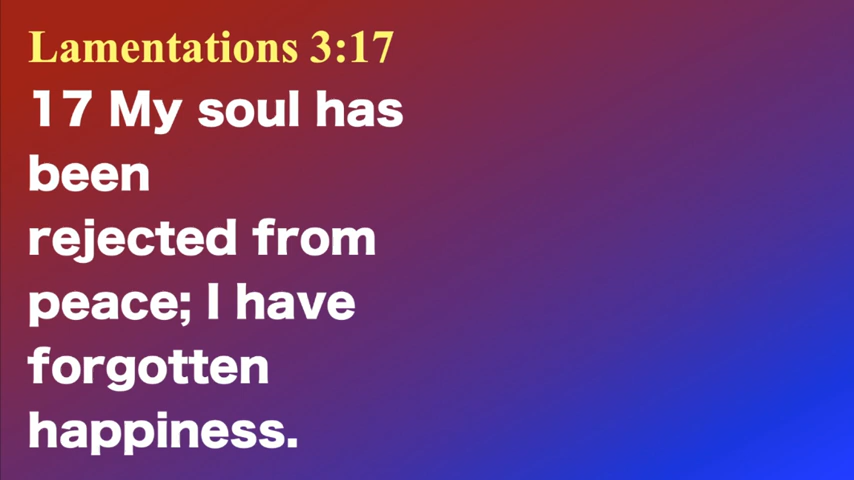 Lamentations 3:17
17 My soul has
been
rejected from
peace; I have
forgotten
happiness.